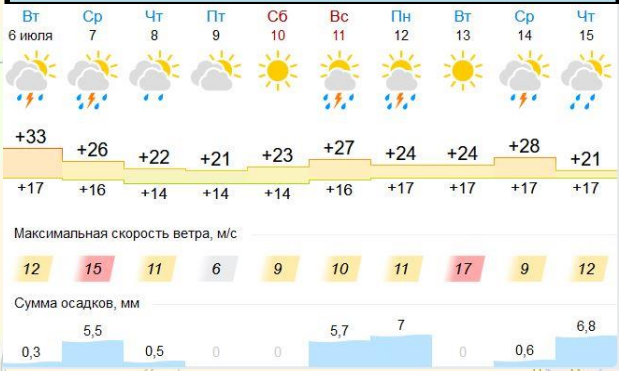 Вт Ср Чт Пт Сб Вс Пн Вт Ср Чт
6 июля 7 8 9 10 11 12 13 14 15
+33 +26 +22 +21 +23 +27 +24 +24 +28 +21
+17 +16 +14 +14 +14 +16 +17 +17 +17 +17
Максимальная скорость ветра, м/с
12 15 11 6 9 10 11 17 9 12
Сумма осадков, мм
0,3 5,5 0,5 0 0 5,7 7 0 0,6 6,8